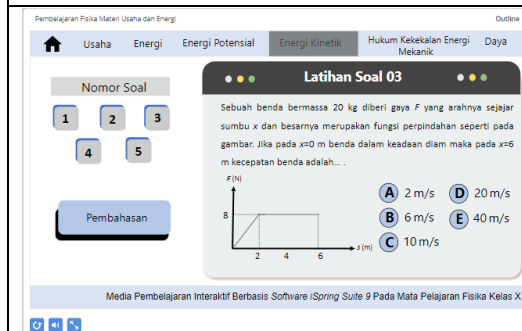 Pembelajaran Fisika Materi Usaha dan Energi
Outline
Usaha
Energi
Energi Potensial
Energi Kinetik
Hukum Kekekalan Energi
Mekanik
Daya
Nomor Soal
1
2
3
4
5
Pembahasan
Latihan Soal 03
Sebuah benda bermassa 20 kg diberi gaya F yang arahnya sejajar
sumbu x dan besarnya merupakan fungsi perpindahan seperti pada
gambar. Jika pada x=0 m benda dalam keadaan diam maka pada x=6
m kecepatan benda adalah... .
F (N)
8
2 4 6
s (m)
A 2 m/s
B 6 m/s
C 10 m/s
D 20 m/s
E 40 m/s
Media Pembelajaran Interaktif Berbasis Software iSpring Suite 9 Pada Mata Pelajaran Fisika Kelas X